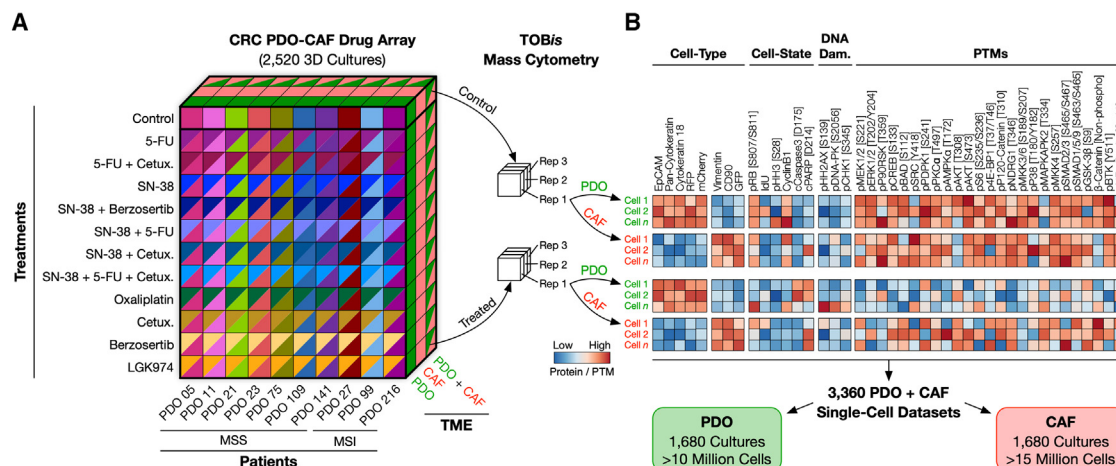 A
CRC PDO-CAF Drug Array
(2,520 3D Cultures)
TOBis
Mass Cytometry
Treatments
Control
5-FU
5-FU + Cetux.
SN-38
SN-38 + Berzosertib
SN-38 + 5-FU
SN-38 + Cetux.
SN-38 + 5-FU + Cetux.
Oxaliplatin
Cetux.
Berzosertib
LGK974
PDO 05
PDO 11
PDO 21
PDO 23
PDO 75
PDO 109
PDO 141
PDO 27
PDO 99
PDO 216
MSS
MSI
Patients
PDO
CAF
PDO + CAF
TME
Control
Treated
Rep 3
Rep 2
Rep 1
PDO
CAF
Rep 3
Rep 2
Rep 1
PDO
CAF
B
Cell-Type
Cell-State
DNA
Dam.
PTMs
EpCAM
Pan-Cytokeratin
Cytokeratin 18
RFP
mCherry
Vimentin
CD90
GFP
pRB [S807/S811]
IdU
pHH3 [S28]
CyclinB1
cCaspase3 [D175]
cPARP [D214]
pHH2AX [S139]
pDNA-PK [S2056]
pCHK1 [S345]
pMEK1/2 [S221]
pERK1/2 [T202/Y204]
pP90RSK [T359]
pCREB [S133]
pBAD [S112]
pSRC [Y418]
pPDPK1 [S241]
pPKCα [T497]
pAMPKα [T172]
pAKT [T308]
pAKT [S473]
pS6 [S235/S236]
p4E-BP1 [T37/T46]
pP120-Catenin [T310]
pNDRG1 [T346]
pMKK3/6 [S189/S207]
pP38 [T180/Y182]
pMAPKAPK2 [T334]
pMKK4 [S257]
pSMAD2/3 [S465/S467]
pSMAD1/5/9 [S463/S465]
pGSK-3β [S9]
β-Catenin [Non-phospho]
pBTK [Y511]
Cell 1
Cell 2
Cell n
Cell 1
Cell 2
Cell n
Cell 1
Cell 2
Cell n
Cell 1
Cell 2
Cell n
Low High
Protein / PTM
3,360 PDO + CAF
Single-Cell Datasets
PDO
1,680 Cultures
>10 Million Cells
CAF
1,680 Cultures
>15 Million Cells